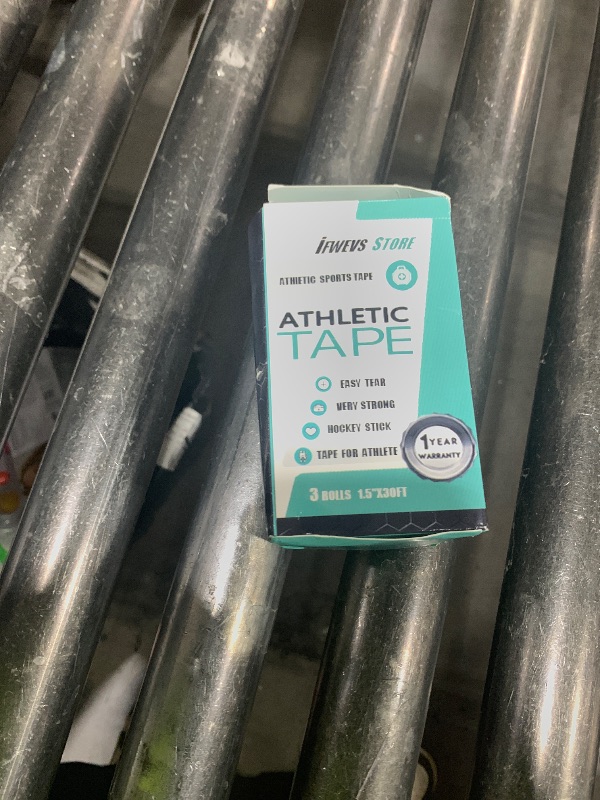 iFWEVS STORE
ATHLETIC SPORTS TAPE
ATHLETIC
TAPE
EASY TEAR
VERY STRONG
HOCKEY STICK
TAPE FOR ATHLETE
1 YEAR
WARRANTY
3 ROLLS 1.5"X30FT